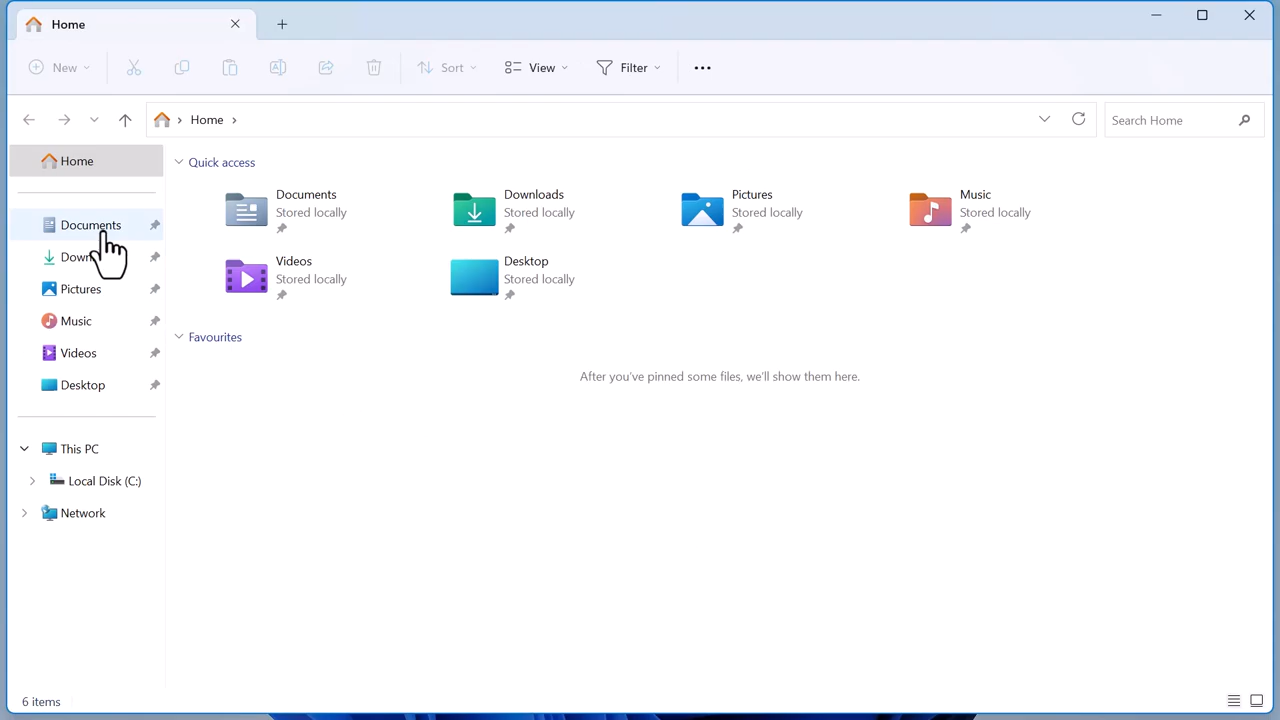 Home
New
Sort
View
Filter
Home
Search Home
Home
Documents
Pictures
Music
Videos
Desktop
This PC
Local Disk (C:)
Network
Quick access
Documents
Stored locally
Downloads
Stored locally
Pictures
Stored locally
Music
Stored locally
Videos
Stored locally
Desktop
Stored locally
Favourites
After you've pinned some files, we'll show them here.
6 items